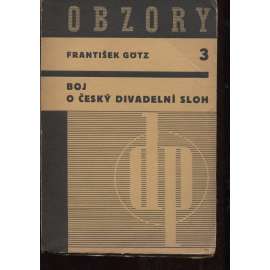 OBZORY
FRANTIŠEK GÖTZ 3
BOJ
O ČESKÝ DIVADELNÍ SLOH
dp